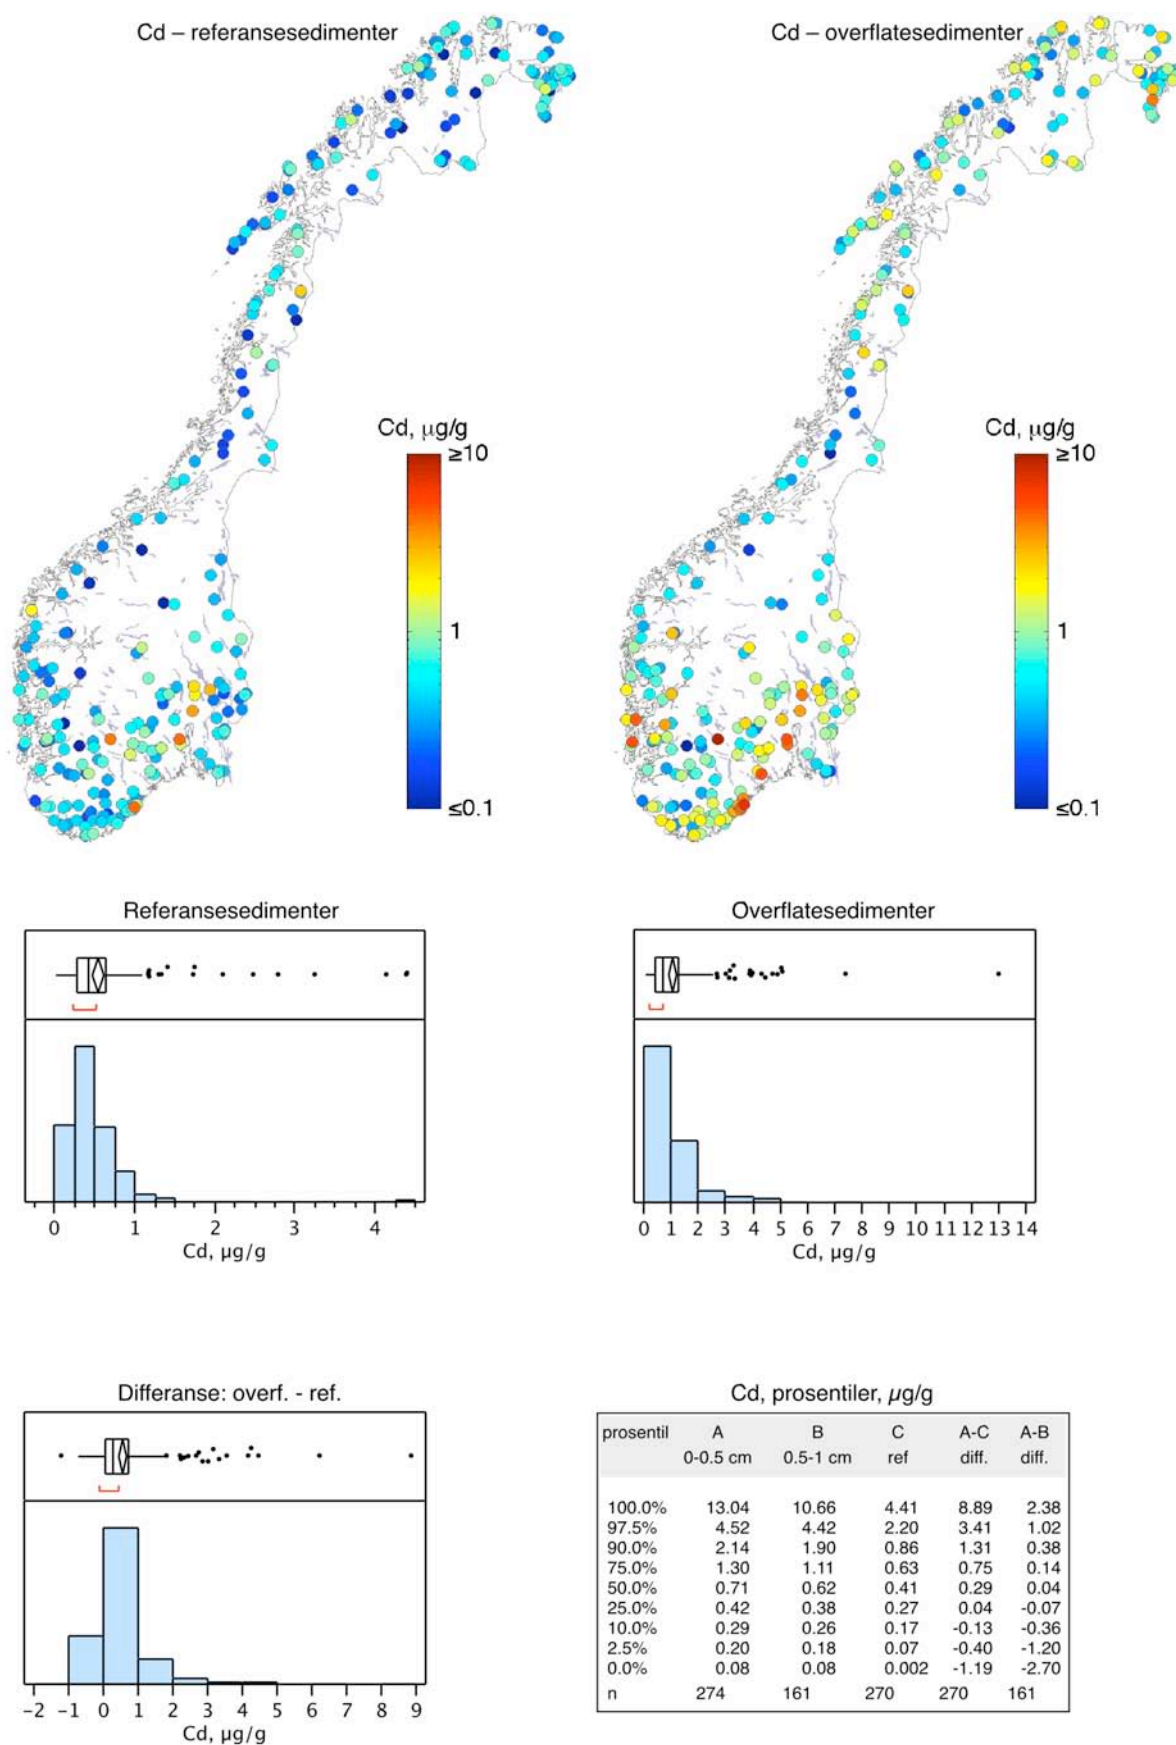 Cd – referansesedimenter
Cd – overflatesedimenter
Cd, µg/g
≥10
1
≤0.1
Cd, µg/g
≥10
1
≤0.1
Referansesedimenter
0 1 2 3 4
Cd, µg/g
Overflatesedimenter
0 1 2 3 4 5 6 7 8 9 10 11 12 13 14
Cd, µg/g
Differanse: overf. - ref.
−2 −1 0 1 2 3 4 5 6 7 8 9
Cd, µg/g
Cd, prosentiler, µg/g
prosentil A B C A-C A-B
0-0.5 cm 0.5-1 cm ref diff. diff.
100.0% 13.04 10.66 4.41 8.89 2.38
97.5% 4.52 4.42 2.20 3.41 1.02
90.0% 2.14 1.90 0.86 1.31 0.38
75.0% 1.30 1.11 0.63 0.75 0.14
50.0% 0.71 0.62 0.41 0.29 0.04
25.0% 0.42 0.38 0.27 0.04 -0.07
10.0% 0.29 0.26 0.17 -0.13 -0.36
2.5% 0.20 0.18 0.07 -0.40 -1.20
0.0% 0.08 0.08 0.002 -1.19 -2.70
n 274 161 270 270 161